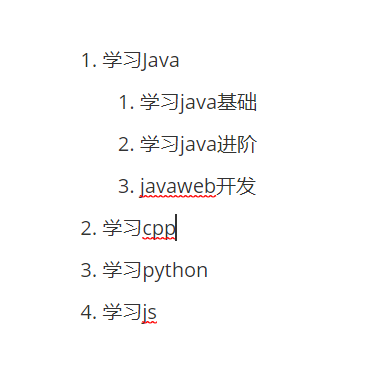 1. 学习Java
1. 学习java基础
2. 学习java进阶
3. javaweb开发
2. 学习cpp
3. 学习python
4. 学习js